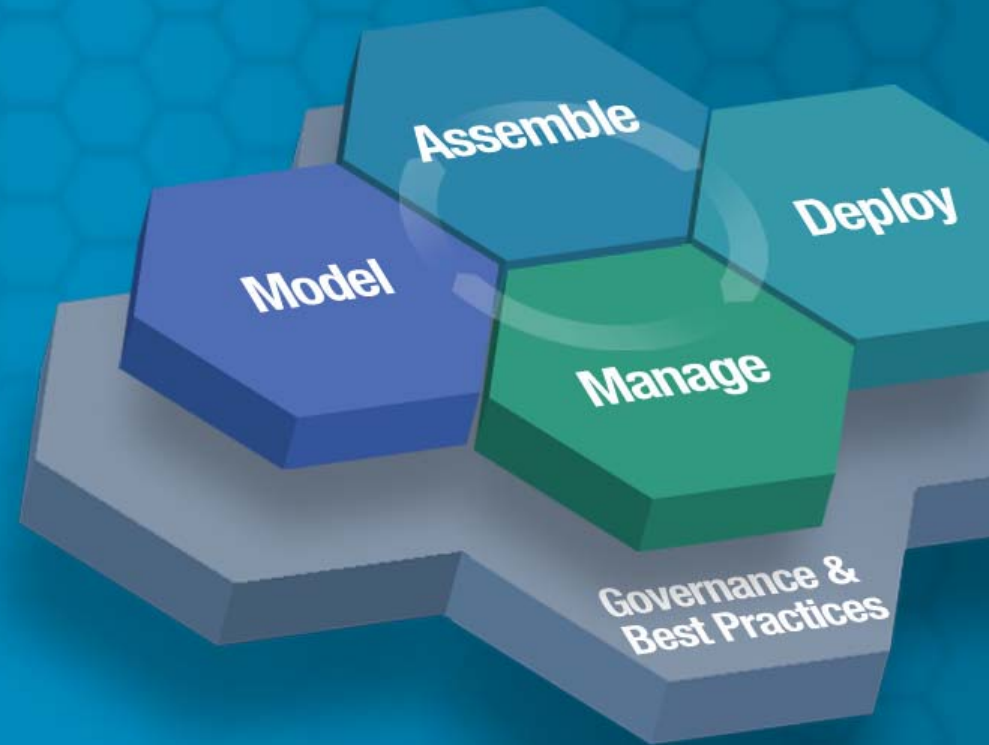 Assemble
Deploy
Model
Manage
Governance &
Best Practices